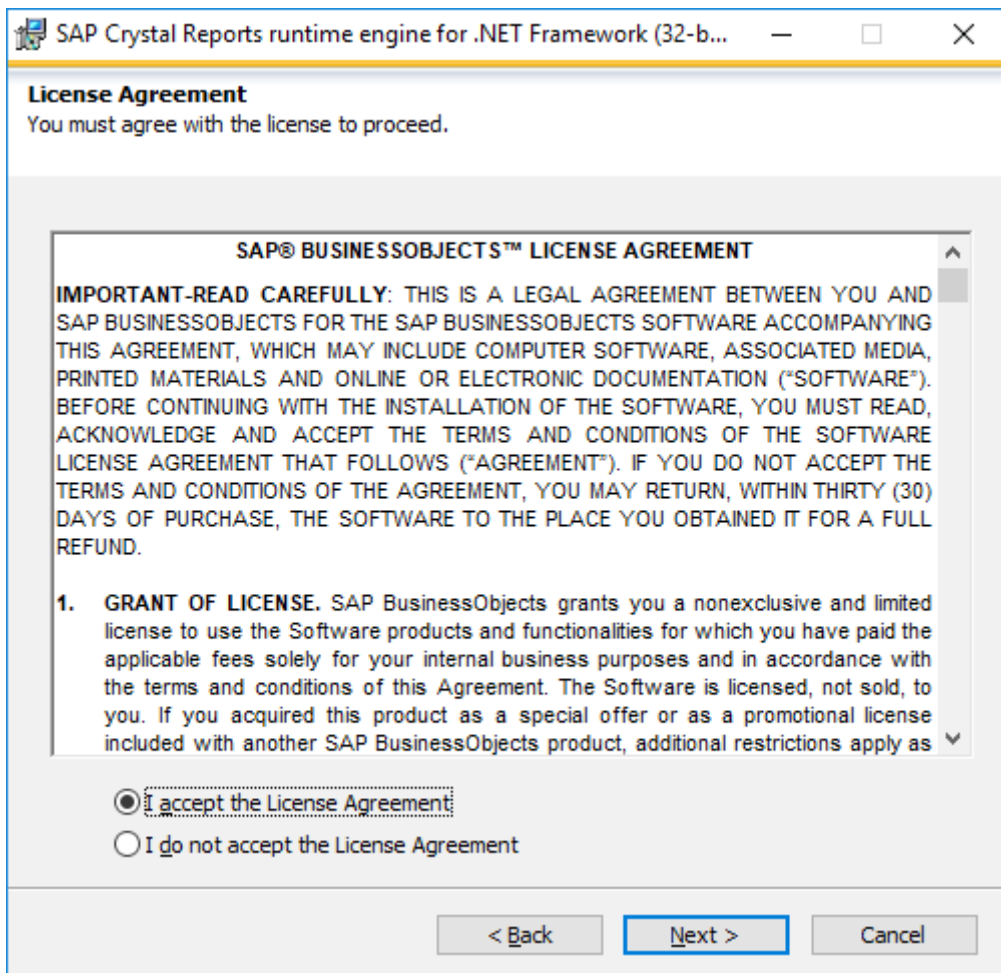 SAP Crystal Reports runtime engine for .NET Framework (32-b...
License Agreement
You must agree with the license to proceed.
SAP® BUSINESSOBJECTS™ LICENSE AGREEMENT
IMPORTANT-READ CAREFULLY: THIS IS A LEGAL AGREEMENT BETWEEN YOU AND
SAP BUSINESSOBJECTS FOR THE SAP BUSINESSOBJECTS SOFTWARE ACCOMPANYING
THIS AGREEMENT, WHICH MAY INCLUDE COMPUTER SOFTWARE, ASSOCIATED MEDIA,
PRINTED MATERIALS AND ONLINE OR ELECTRONIC DOCUMENTATION (“SOFTWARE”).
BEFORE CONTINUING WITH THE INSTALLATION OF THE SOFTWARE, YOU MUST READ,
ACKNOWLEDGE AND ACCEPT THE TERMS AND CONDITIONS OF THE SOFTWARE
LICENSE AGREEMENT THAT FOLLOWS (“AGREEMENT”). IF YOU DO NOT ACCEPT THE
TERMS AND CONDITIONS OF THE AGREEMENT, YOU MAY RETURN, WITHIN THIRTY (30)
DAYS OF PURCHASE, THE SOFTWARE TO THE PLACE YOU OBTAINED IT FOR A FULL
REFUND.
1. GRANT OF LICENSE. SAP BusinessObjects grants you a nonexclusive and limited
license to use the Software products and functionalities for which you have paid the
applicable fees solely for your internal business purposes and in accordance with
the terms and conditions of this Agreement. The Software is licensed, not sold, to
you. If you acquired this product as a special offer or as a promotional license
included with another SAP BusinessObjects product, additional restrictions apply as
I accept the License Agreement
I do not accept the License Agreement
< Back
Next >
Cancel